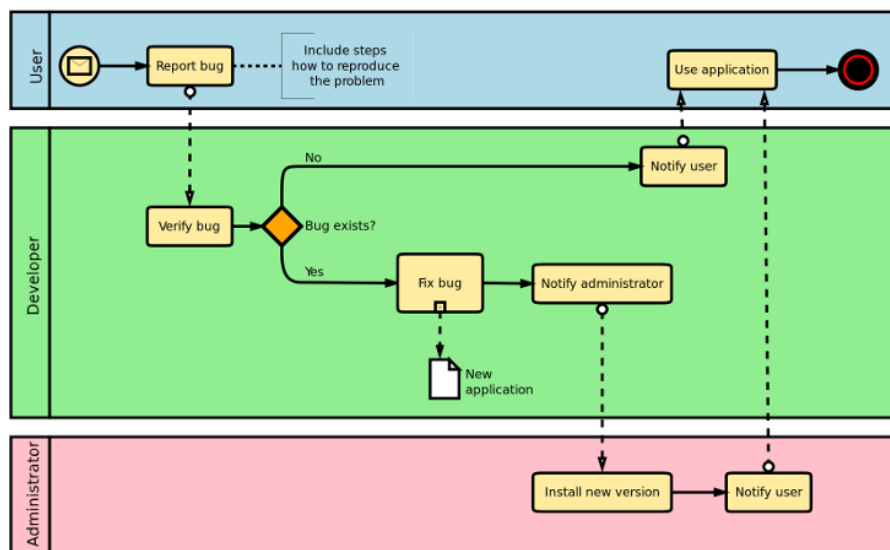 User
Report bug
Include steps
how to reproduce
the problem
Use application
Developer
No
Notify user
Verify bug
Bug exists?
Yes
Fix bug
Notify administrator
New
application
Administrator
Install new version
Notify user